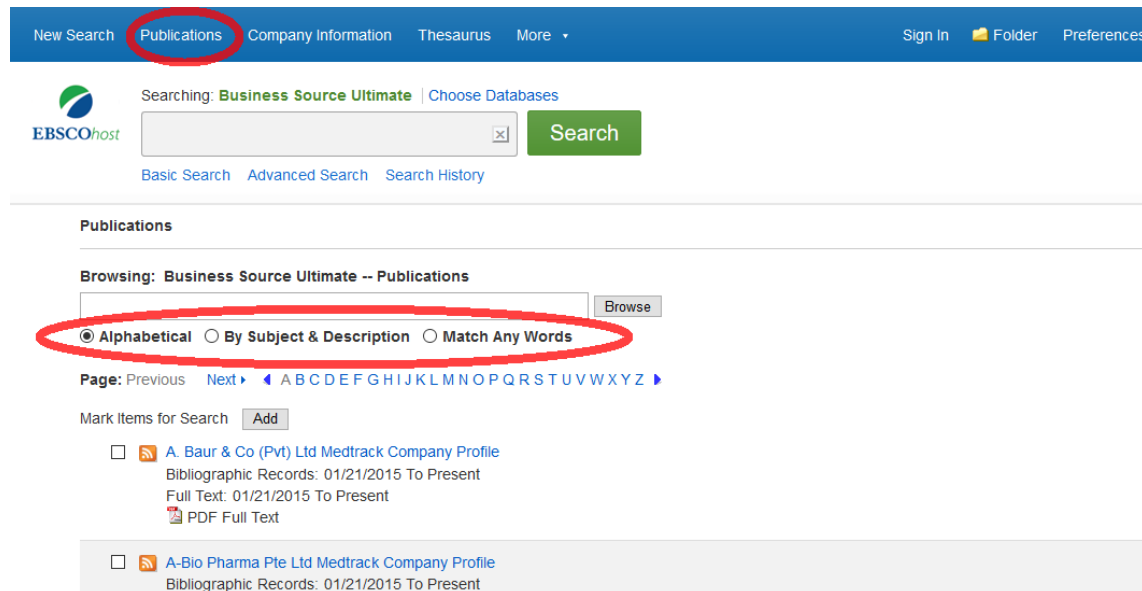 New Search Publications Company Information Thesaurus More Sign In Folder Preferences
Searching: Business Source Ultimate | Choose Databases
EBSCOhost
Search
Basic Search Advanced Search Search History
Publications
Browsing: Business Source Ultimate -- Publications
Browse
Alphabetical By Subject & Description Match Any Words
Page: Previous Next A B C D E F G H I J K L M N O P Q R S T U V W X Y Z
Mark Items for Search Add
A. Baur & Co (Pvt) Ltd Medtrack Company Profile
Bibliographic Records: 01/21/2015 To Present
Full Text: 01/21/2015 To Present
PDF Full Text
A-Bio Pharma Pte Ltd Medtrack Company Profile
Bibliographic Records: 01/21/2015 To Present